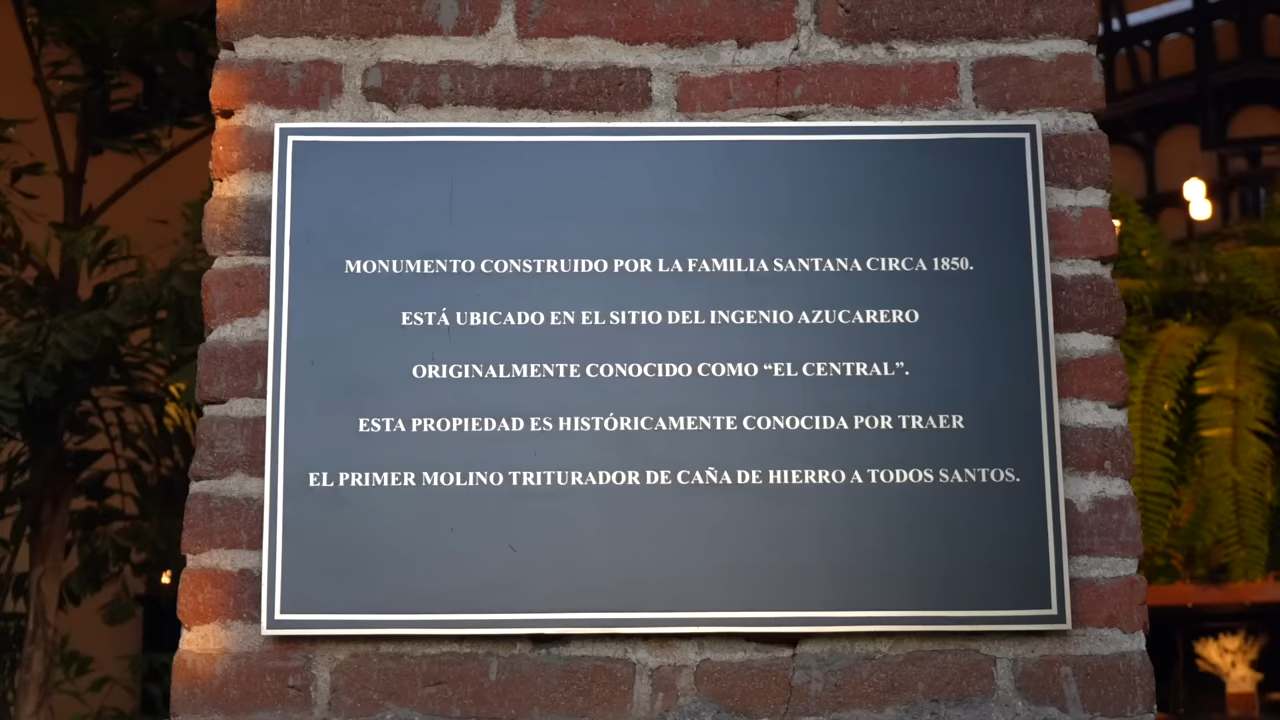 MONUMENTO CONSTRUIDO POR LA FAMILIA SANTANA CIRCA 1850.
ESTÁ UBICADO EN EL SITIO DEL INGENIO AZUCARERO
ORIGINALMENTE CONOCIDO COMO “EL CENTRAL”.
ESTA PROPIEDAD ES HISTÓRICAMENTE CONOCIDA POR TRAER
EL PRIMER MOLINO TRITURADOR DE CAÑA DE HIERRO A TODOS SANTOS.